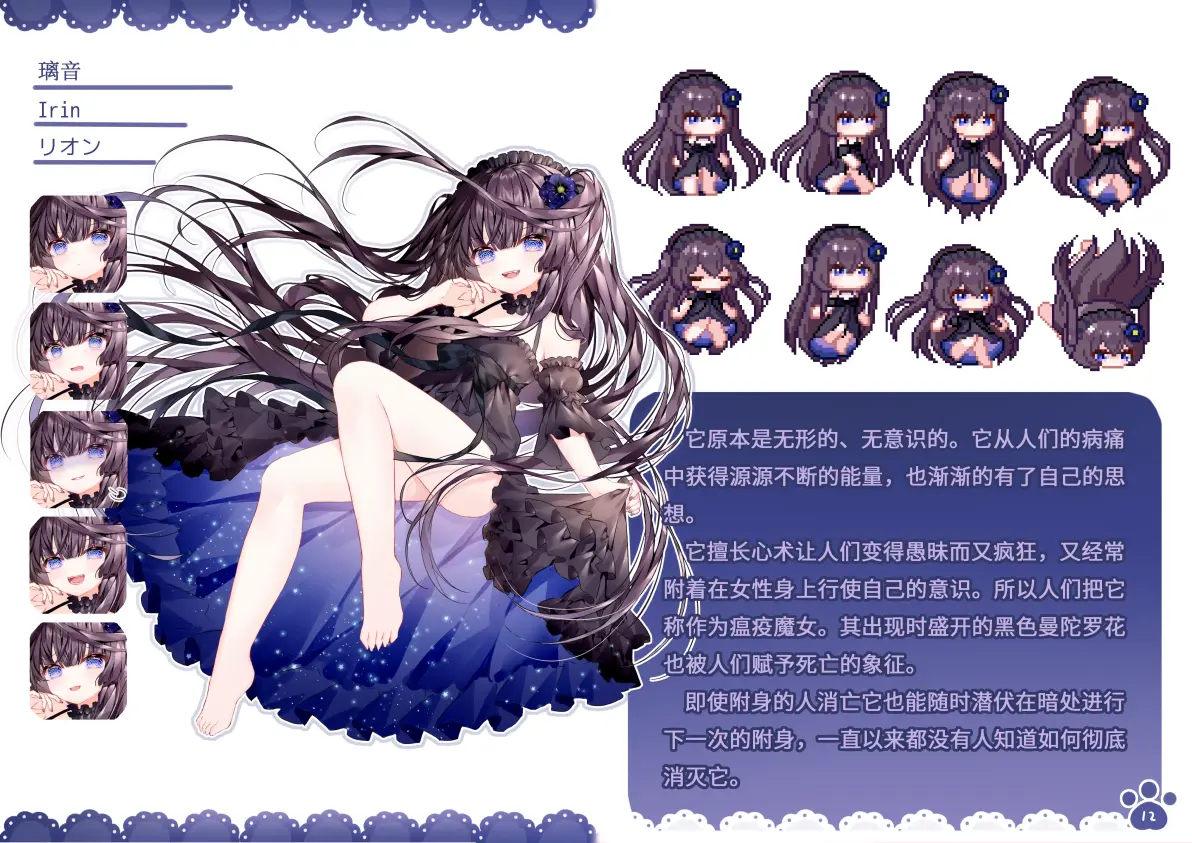 璃音
Irin
リオン
它原本是无形的、无意识的。它从人们的病痛
中获得源源不断的能量，也渐渐的有了自己的思
想。
它擅长心术让人们变得愚昧而又疯狂，又经常
附着在女性身上行使自己的意识。所以人们把它
称作为瘟疫魔女。其出现时盛开的黑色曼陀罗花
也被人们赋予死亡的象征。
即使附身的人消亡它也能随时潜伏在暗处进行
下一次的附身，一直以来都没有人知道如何彻底
消灭它。
12